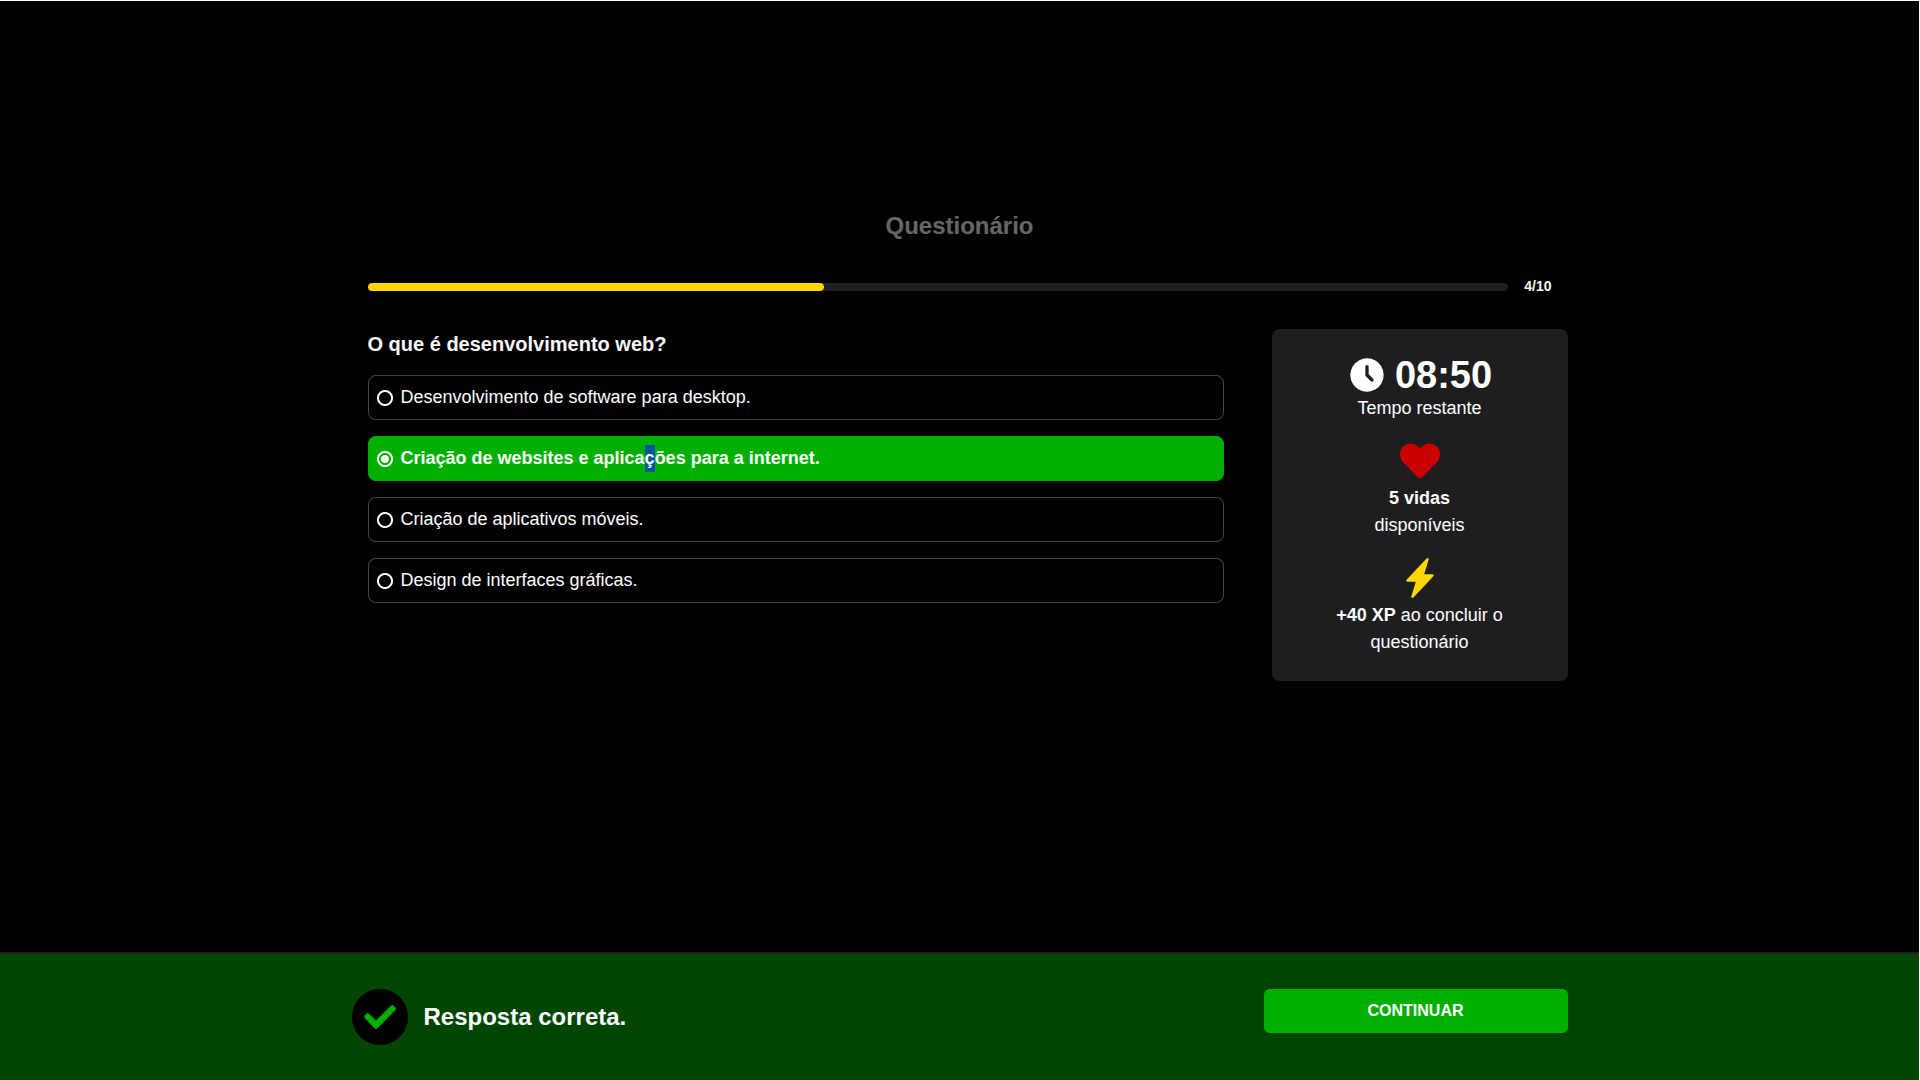 Questionário
4/10
O que é desenvolvimento web?
Desenvolvimento de software para desktop.
Criação de websites e aplicações para a internet.
Criação de aplicativos móveis.
Design de interfaces gráficas.
08:50
Tempo restante
5 vidas
disponíveis
+40 XP ao concluir o
questionário
Resposta correta.
CONTINUAR